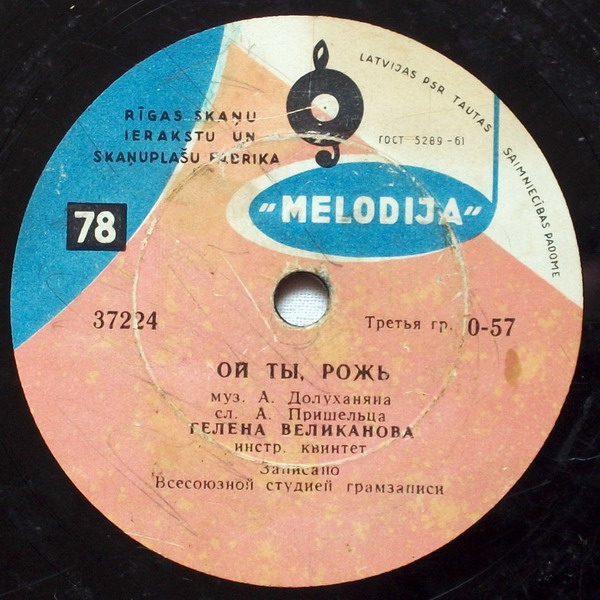 LATVIJAS PSR TAUTAS SAIMNIECĪBAS PADOME
RĪGAS SKAŅU
IERAKSTU UN
SKAŅUPLAŠU FABRIKA
ГОСТ 5289-61
"MELODIJA"
78
37224
Третья гр. 0-57
ОЙ ТЫ, РОЖЬ
муз. А. Долуханяна
сл. А. Пришельца
ГЕЛЕНА ВЕЛИКАНОВА
инстр. квинтет
Записано
Всесоюзной студией грамзаписи